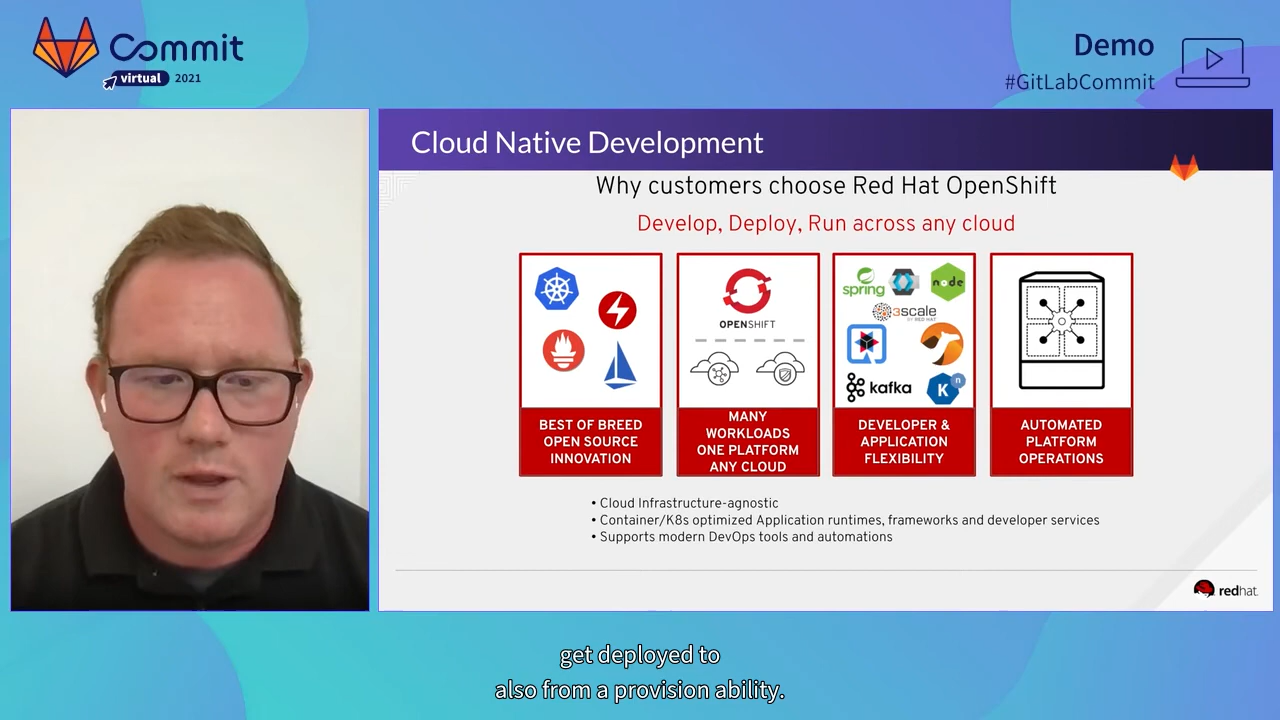 Commit
virtual 2021
Demo
#GitLabCommit
Cloud Native Development
Why customers choose Red Hat OpenShift
Develop, Deploy, Run across any cloud
OPENSHIFT
spring
node
3scale
BY RED HAT
kafka
K
n
BEST OF BREED
OPEN SOURCE
INNOVATION
MANY
WORKLOADS
ONE PLATFORM
ANY CLOUD
DEVELOPER &
APPLICATION
FLEXIBILITY
AUTOMATED
PLATFORM
OPERATIONS
• Cloud Infrastructure-agnostic
• Container/K8s optimized Application runtimes, frameworks and developer services
• Supports modern DevOps tools and automations
redhat.
get deployed to
also from a provision ability.